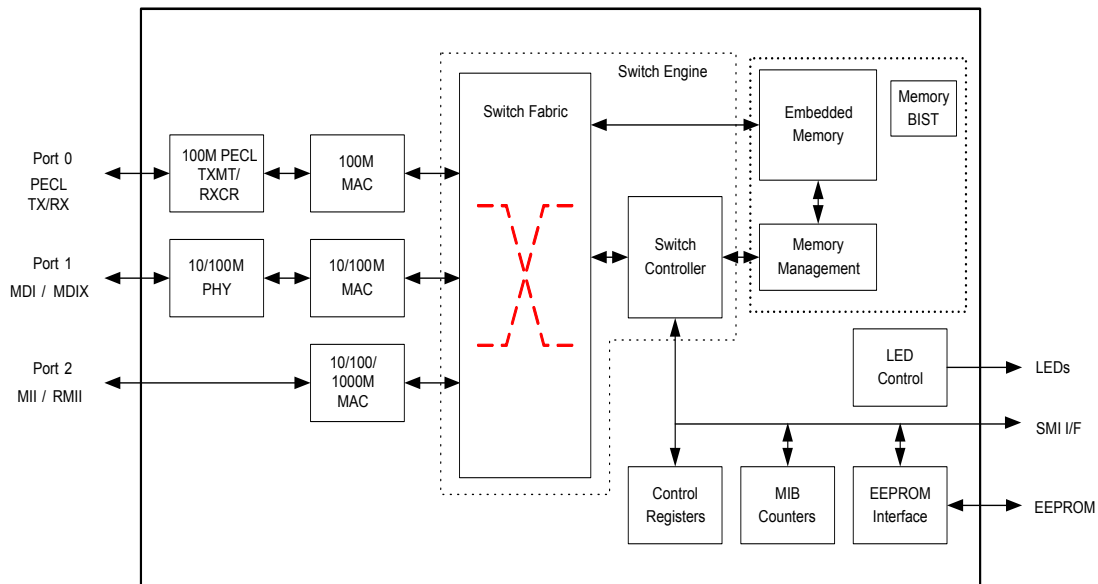 Switch Engine
Switch Fabric
Embedded
Memory
Memory
BIST
Port 0
PECL
TX/RX
100M PECL
TXMT/
RXCR
100M
MAC
Switch
Controller
Memory
Management
Port 1
MDI / MDIX
10/100M
PHY
10/100M
MAC
Port 2
MII / RMII
10/100/
1000M
MAC
LED
Control
LEDs
SMI I/F
Control
Registers
MIB
Counters
EEPROM
Interface
EEPROM